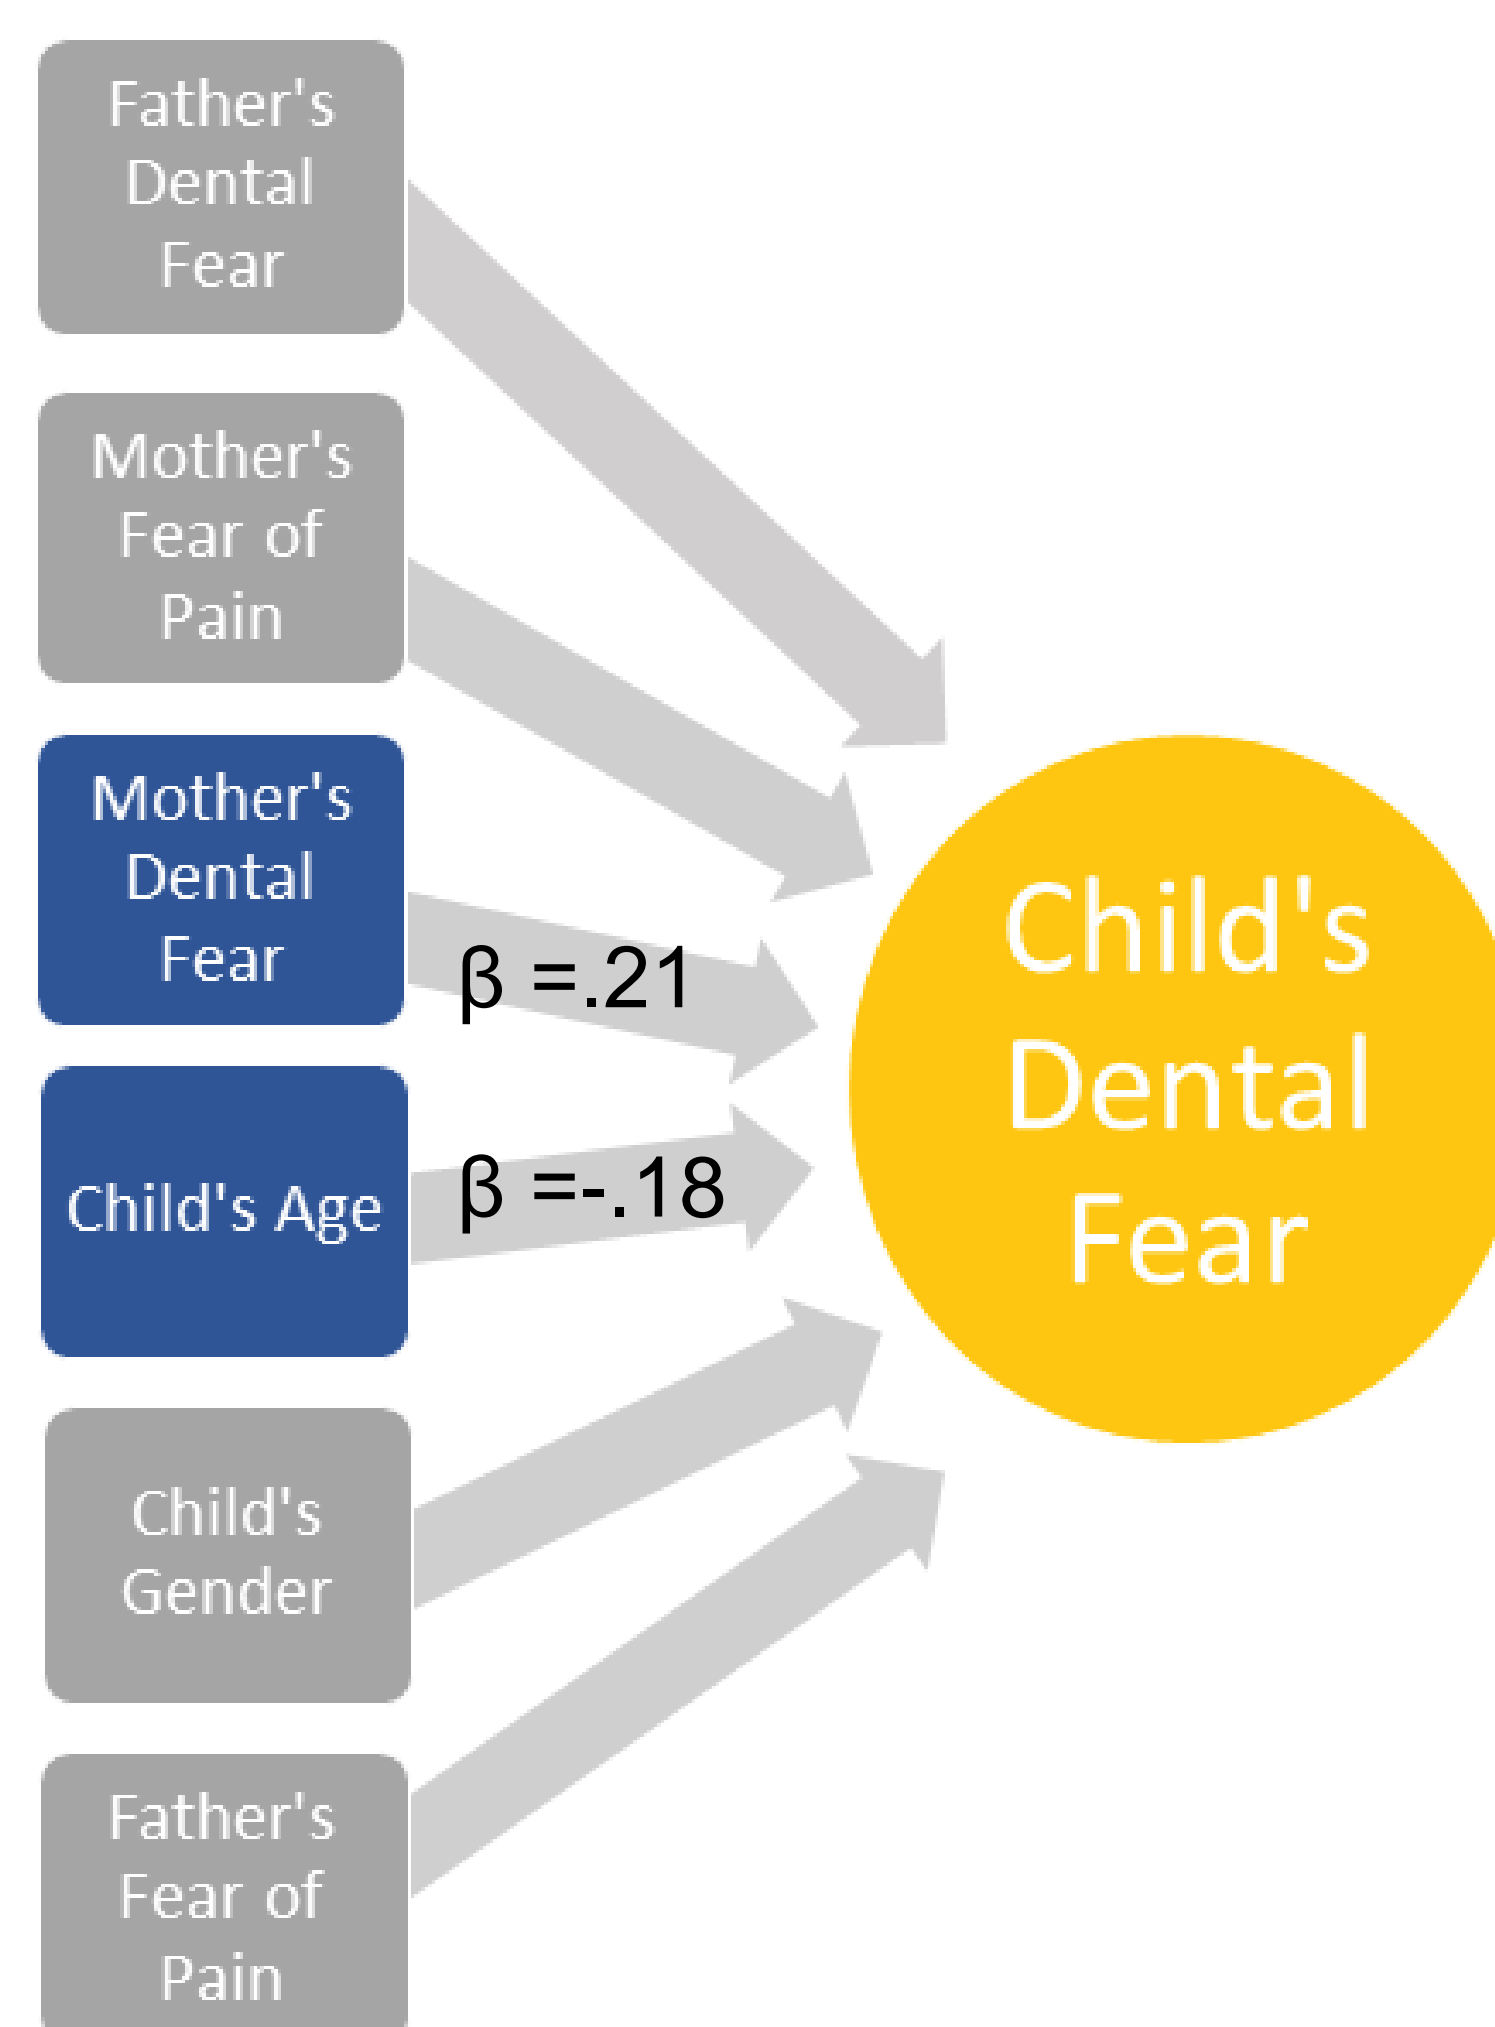 Father's
Dental
Fear
Mother's
Fear of
Pain
Mother's
Dental
Fear
β =.21
Child's Age
β =-.18
Child's
Gender
Father's
Fear of
Pain
Child's
Dental
Fear